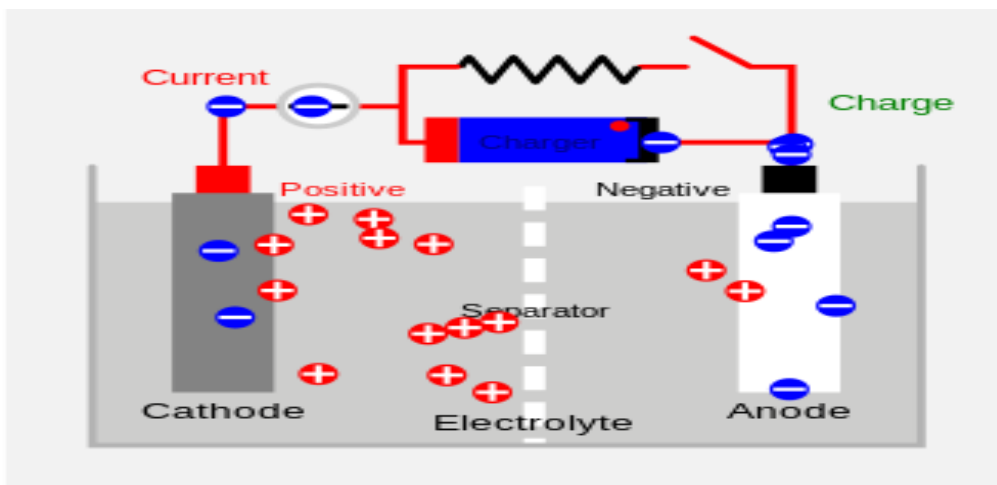 Current
Charge
Charger
Positive
Negative
Separator
Cathode
Electrolyte
Anode